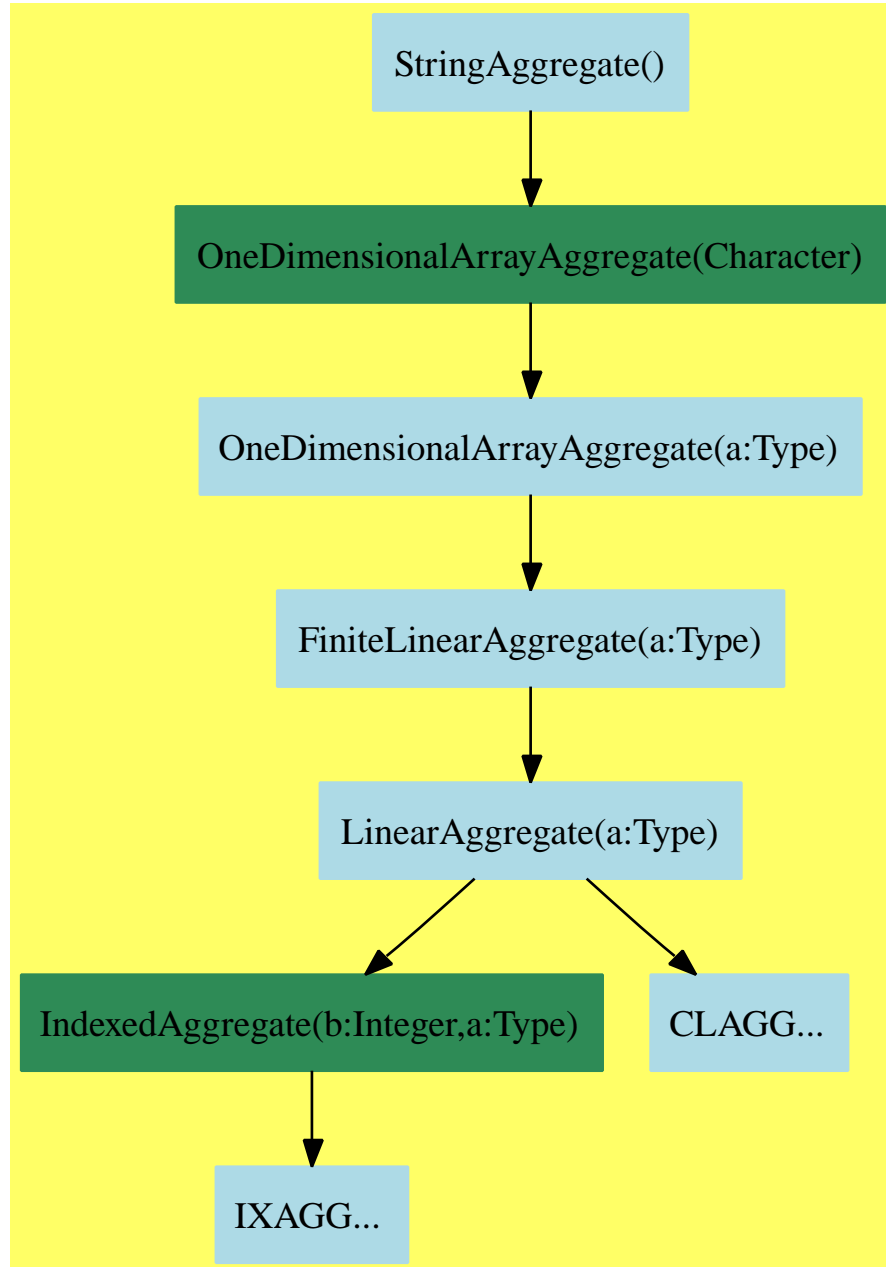 StringAggregate()
OneDimensionalArrayAggregate(Character)
OneDimensionalArrayAggregate(a:Type)
FiniteLinearAggregate(a:Type)
LinearAggregate(a:Type)
IndexedAggregate(b:Integer,a:Type)
CLAGG...
IXAGG...